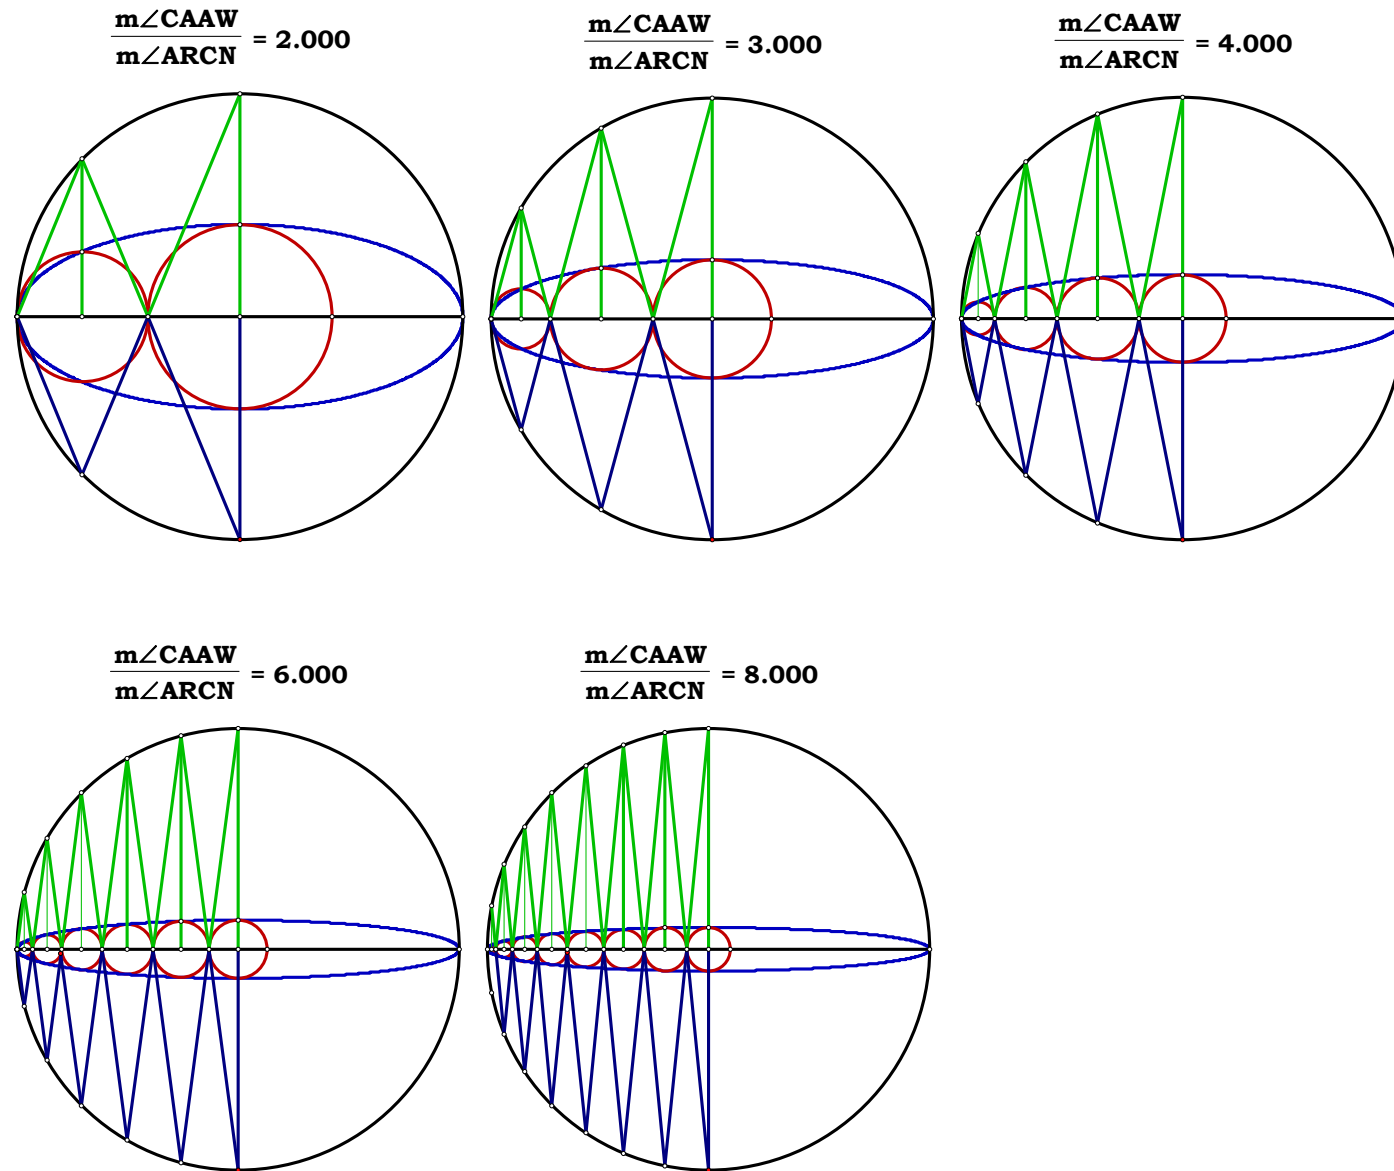 m∠CAAW
m∠ARCN = 2.000
m∠CAAW
m∠ARCN = 3.000
m∠CAAW
m∠ARCN = 4.000
m∠CAAW
m∠ARCN = 6.000
m∠CAAW
m∠ARCN = 8.000